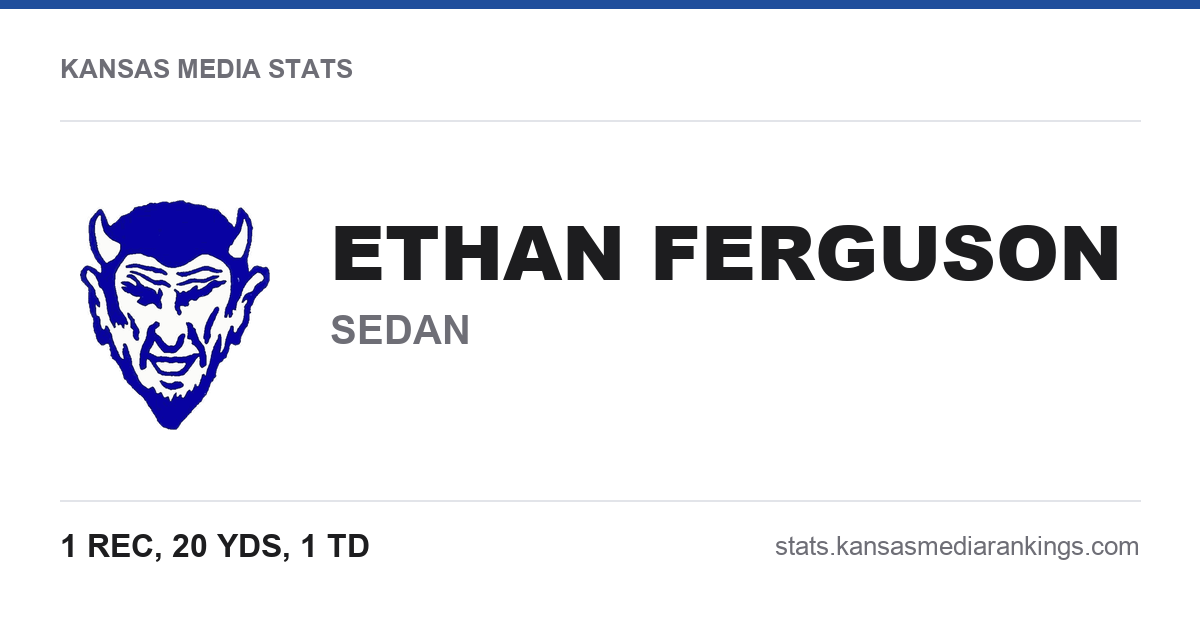 KANSAS MEDIA STATS
ETHAN FERGUSON
SEDAN
1 REC, 20 YDS, 1 TD
stats.kansasmediarankings.com